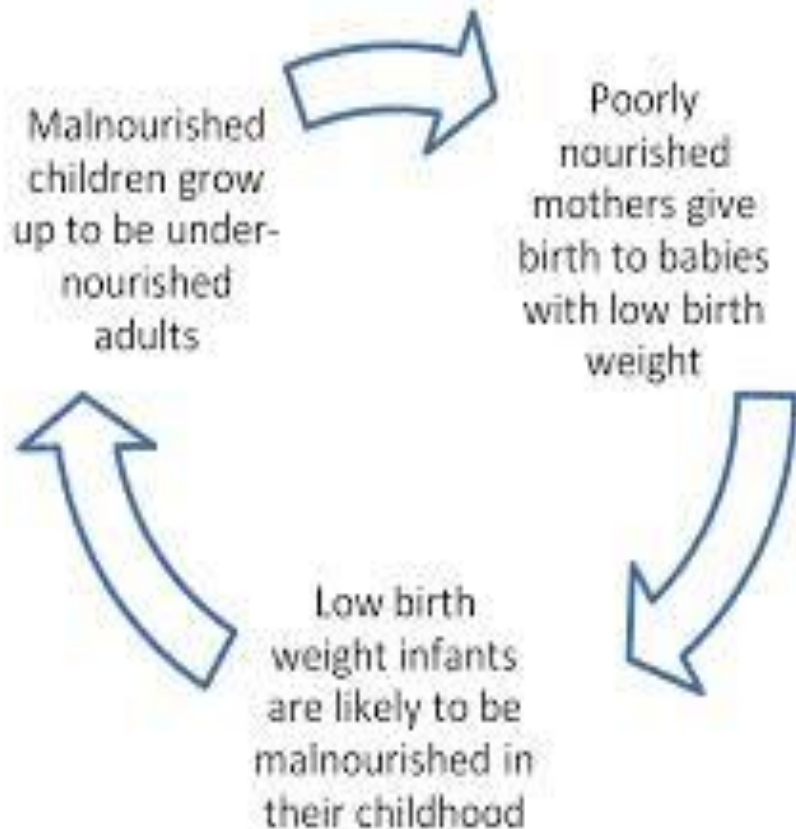 Malnourished
children grow
up to be under-
nourished
adults
Poorly
nourished
mothers give
birth to babies
with low birth
weight
Low birth
weight infants
are likely to be
malnourished in
their childhood